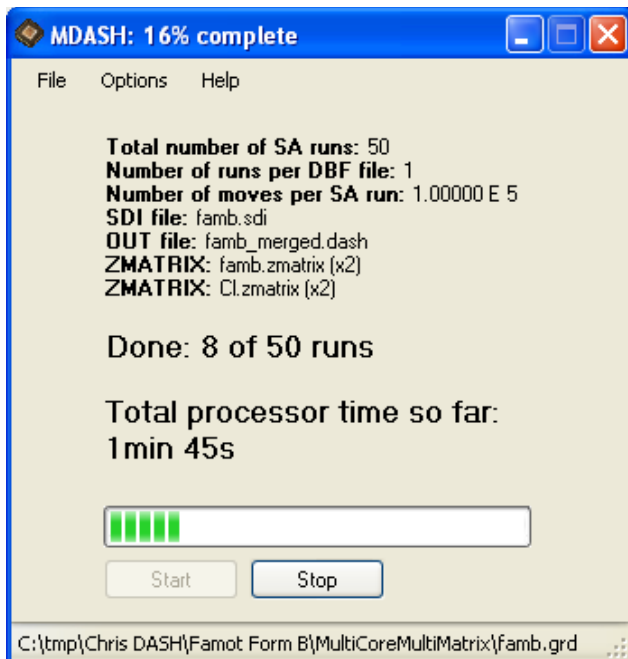 MDASH: 16% complete
File Options Help
Total number of SA runs: 50
Number of runs per DBF file: 1
Number of moves per SA run: 1.00000 E 5
SDI file: famb.sdi
OUT file: famb_merged.dash
ZMATRIX: famb.zmatrix (x2)
ZMATRIX: Cl.zmatrix (x2)
Done: 8 of 50 runs
Total processor time so far:
1min 45s
Start Stop
C:\tmp\Chris DASH\Famot Form B\MultiCoreMultiMatrix\famb.grd